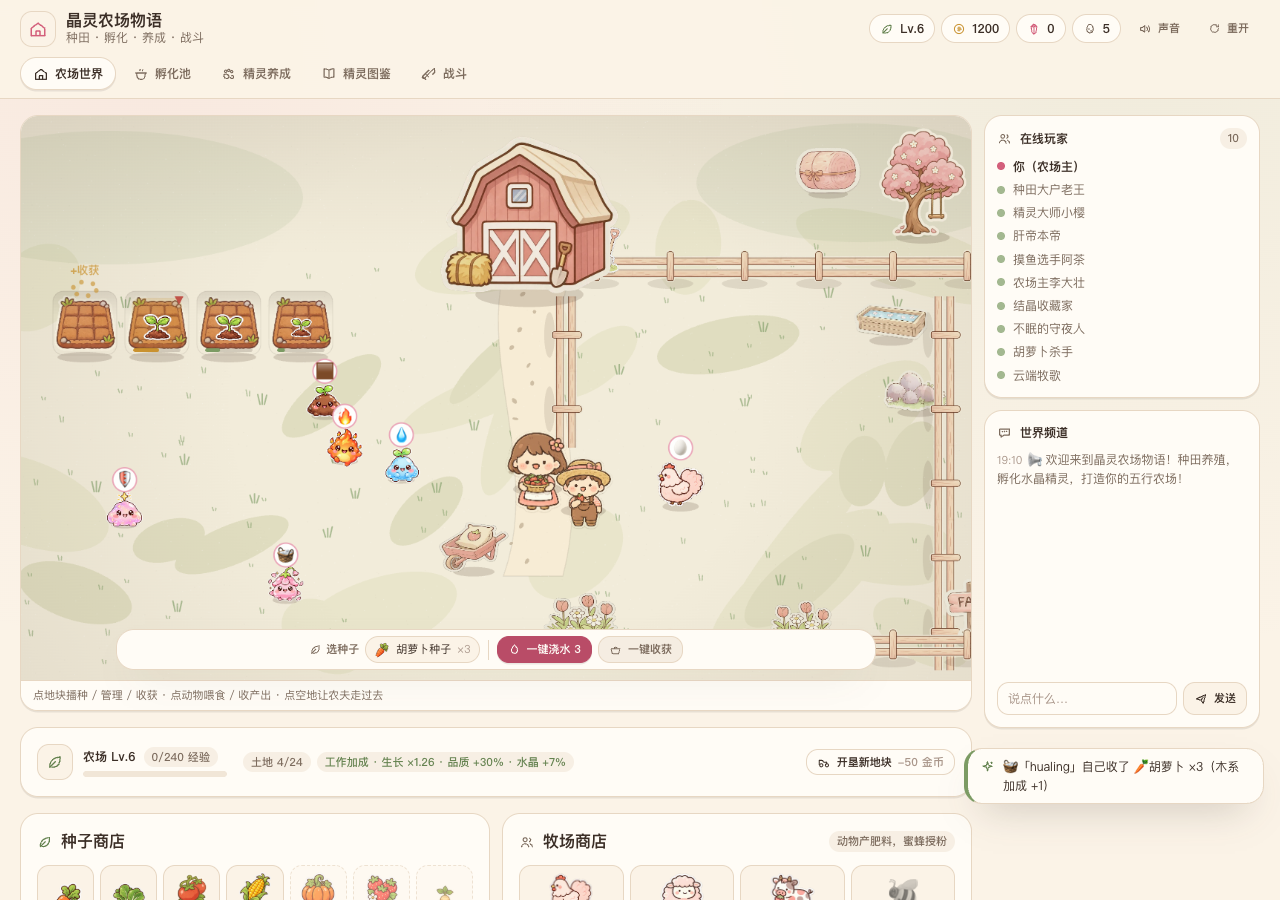 晶灵农场物语
种田 · 孵化 · 养成 · 战斗
Lv.6
1200
0
5
声音
重开
农场世界
孵化池
精灵养成
精灵图鉴
战斗
+收获
FA
选种子
胡萝卜种子 ×3
一键浇水 3
一键收获
点地块播种 / 管理 / 收获 · 点动物喂食 / 收产出 · 点空地让农夫走过去
在线玩家
10
你（农场主）
种田大户老王
精灵大师小樱
肝帝本帝
摸鱼选手阿茶
农场主李大壮
结晶收藏家
不眠的守夜人
胡萝卜杀手
云端牧歌
世界频道
19:10 欢迎来到晶灵农场物语！种田养殖，
孵化水晶精灵，打造你的五行农场！
说点什么…
发送
农场 Lv.6
0/240 经验
土地 4/24
工作加成 · 生长 ×1.26 · 品质 +30% · 水晶 +7%
开垦新地块 −50 金币
「hualing」自己收了 🥕胡萝卜 ×3（木系
加成 +1）
种子商店
牧场商店
动物产肥料，蜜蜂授粉